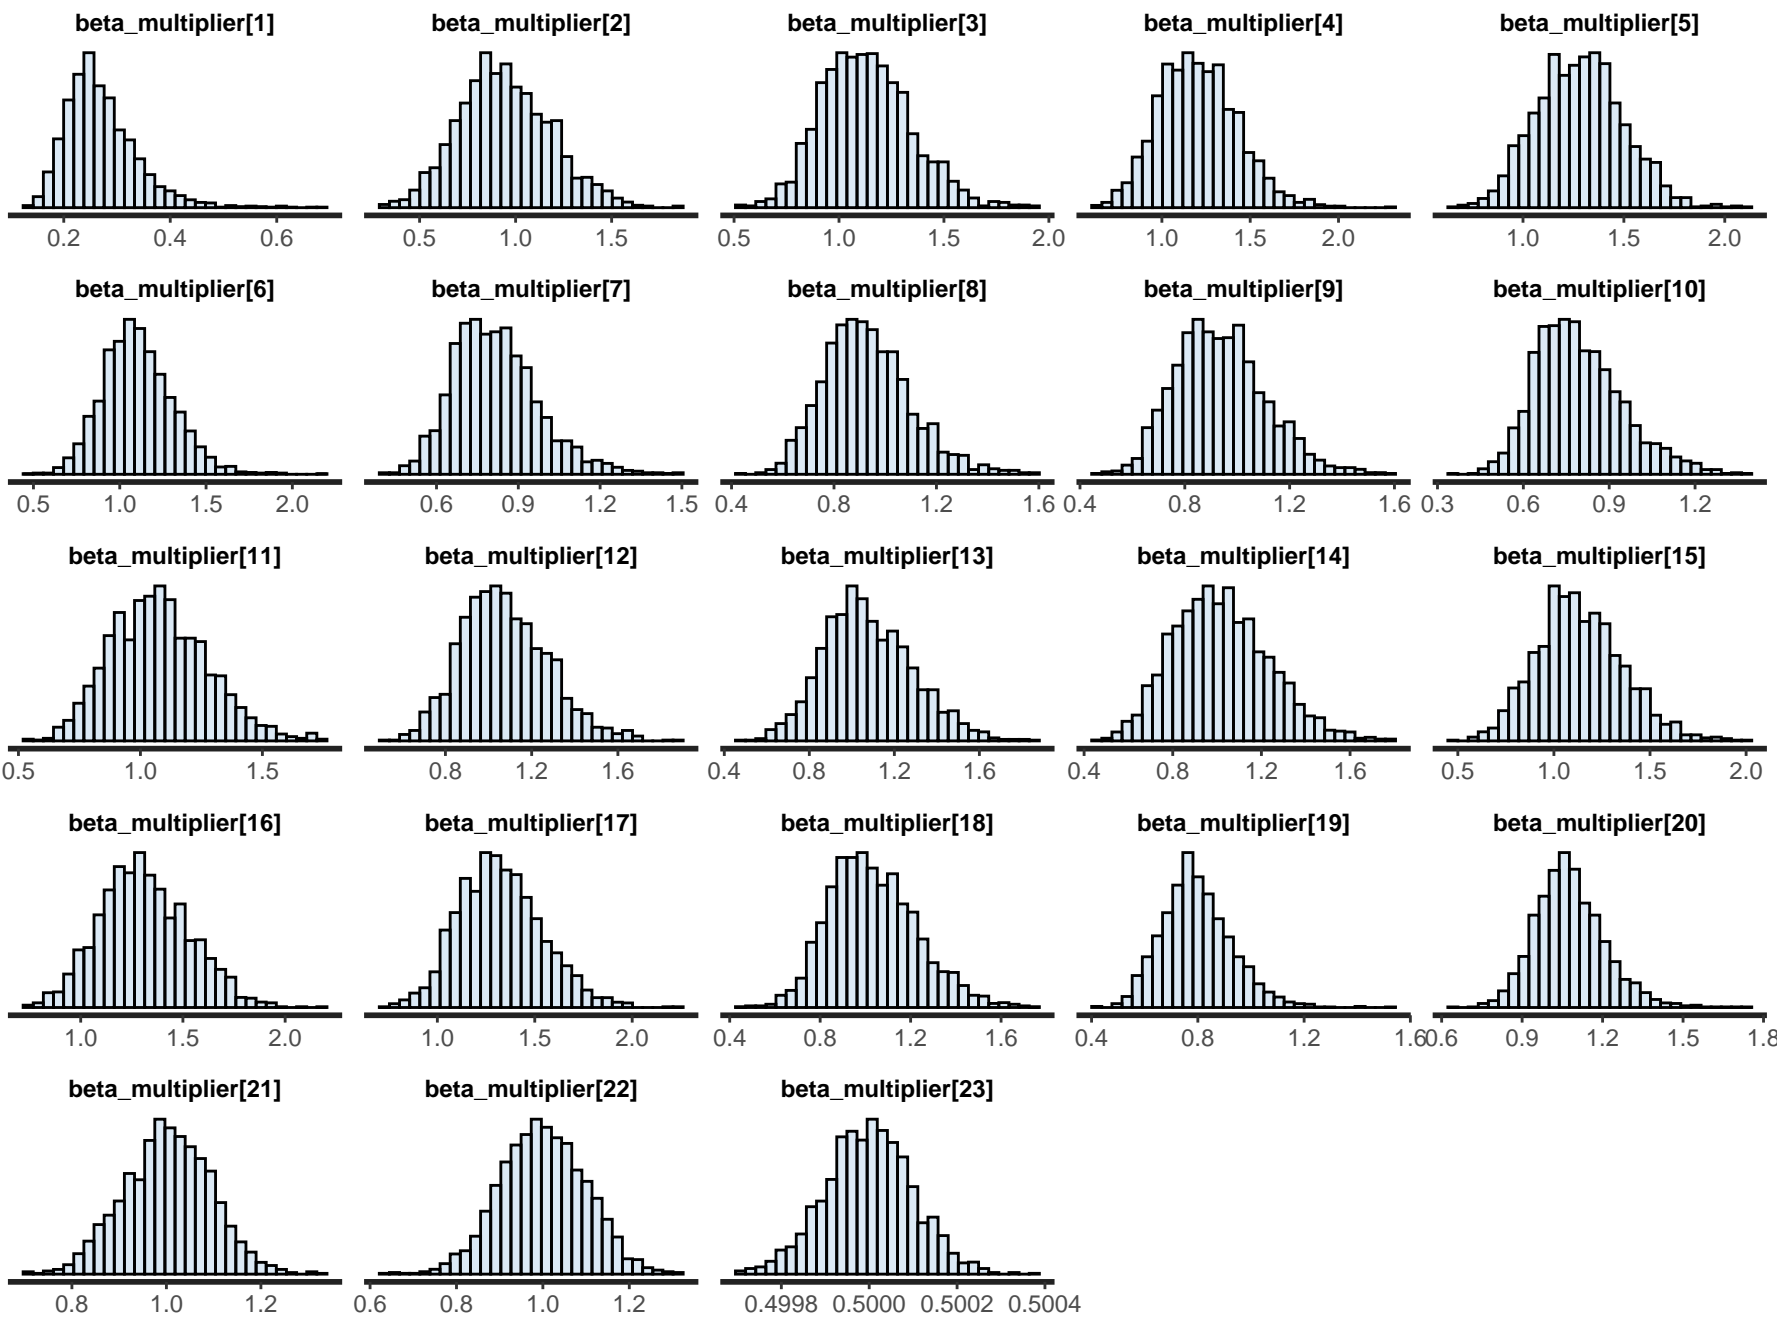 beta_multiplier[1] beta_multiplier[2] beta_multiplier[3] beta_multiplier[4] beta_multiplier[5]
0.2 0.4 0.6 0.5 1.0 1.5 0.5 1.0 1.5 2.0 1.0 1.5 2.0 1.0 1.5 2.0
beta_multiplier[6] beta_multiplier[7] beta_multiplier[8] beta_multiplier[9] beta_multiplier[10]
0.5 1.0 1.5 2.0 0.6 0.9 1.2 1.5 0.4 0.8 1.2 1.6 0.4 0.8 1.2 1.6 0.3 0.6 0.9 1.2
beta_multiplier[11] beta_multiplier[12] beta_multiplier[13] beta_multiplier[14] beta_multiplier[15]
0.5 1.0 1.5 0.8 1.2 1.6 0.4 0.8 1.2 1.6 0.4 0.8 1.2 1.6 0.5 1.0 1.5 2.0
beta_multiplier[16] beta_multiplier[17] beta_multiplier[18] beta_multiplier[19] beta_multiplier[20]
1.0 1.5 2.0 1.0 1.5 2.0 0.4 0.8 1.2 1.6 0.4 0.8 1.2 1.6 0.6 0.9 1.2 1.5 1.8
beta_multiplier[21] beta_multiplier[22] beta_multiplier[23]
0.8 1.0 1.2 0.6 0.8 1.0 1.2 0.4998 0.5000 0.5002 0.5004